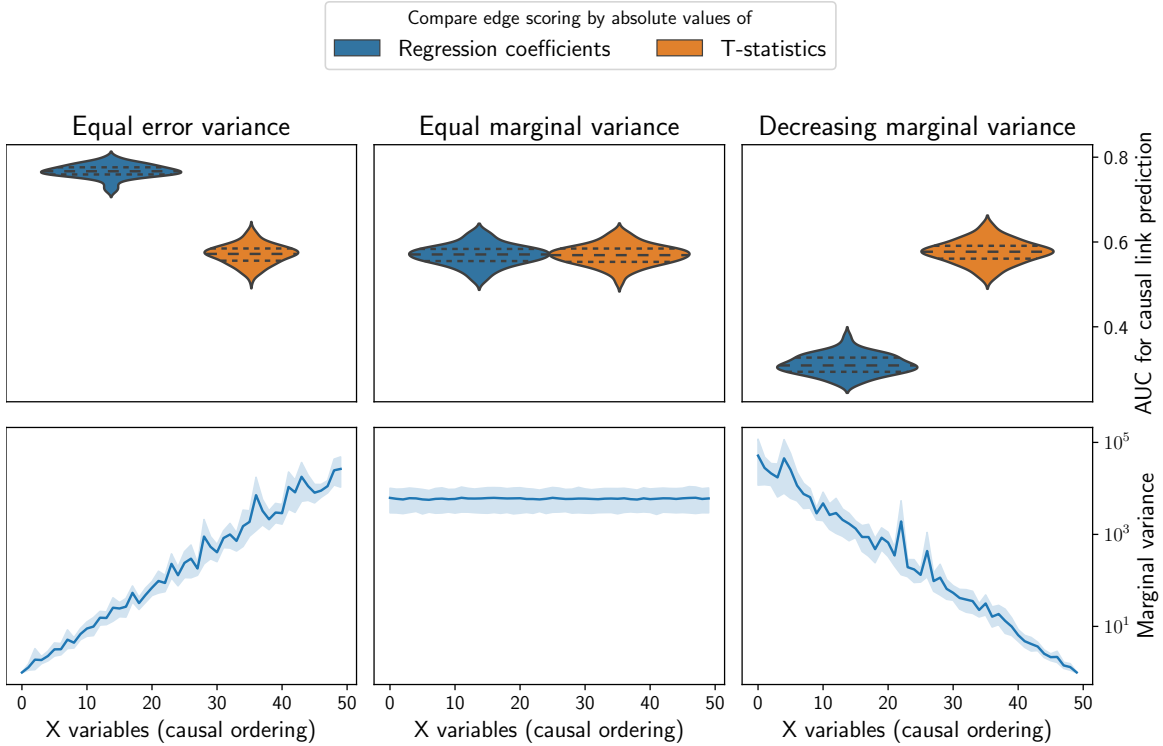 Compare edge scoring by absolute values of
Regression coefficients
T-statistics
Equal error variance
Equal marginal variance
Decreasing marginal variance
0.8
0.6
0.4
AUC for causal link prediction
10^5
10^3
10^1
Marginal variance
0 10 20 30 40 50
0 10 20 30 40 50
0 10 20 30 40 50
X variables (causal ordering)
X variables (causal ordering)
X variables (causal ordering)